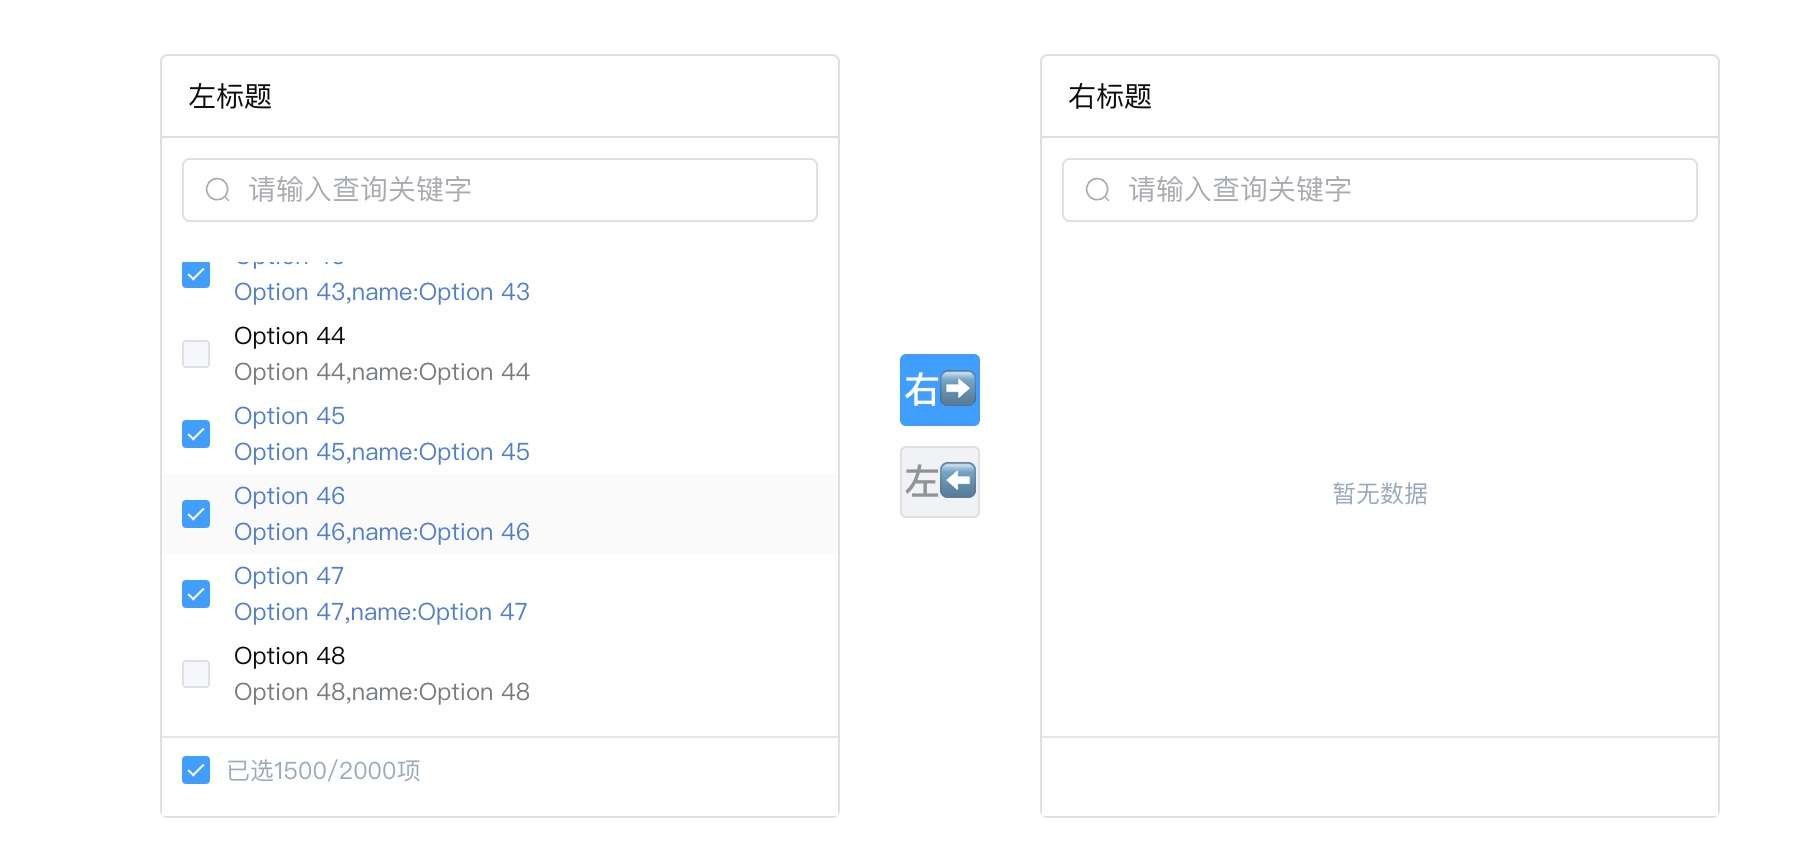 左标题
请输入查询关键字
Option 43,name:Option 43
Option 44
Option 44,name:Option 44
Option 45
Option 45,name:Option 45
Option 46
Option 46,name:Option 46
Option 47
Option 47,name:Option 47
Option 48
Option 48,name:Option 48
已选1500/2000项
右➡️
左⬅️
右标题
请输入查询关键字
暂无数据